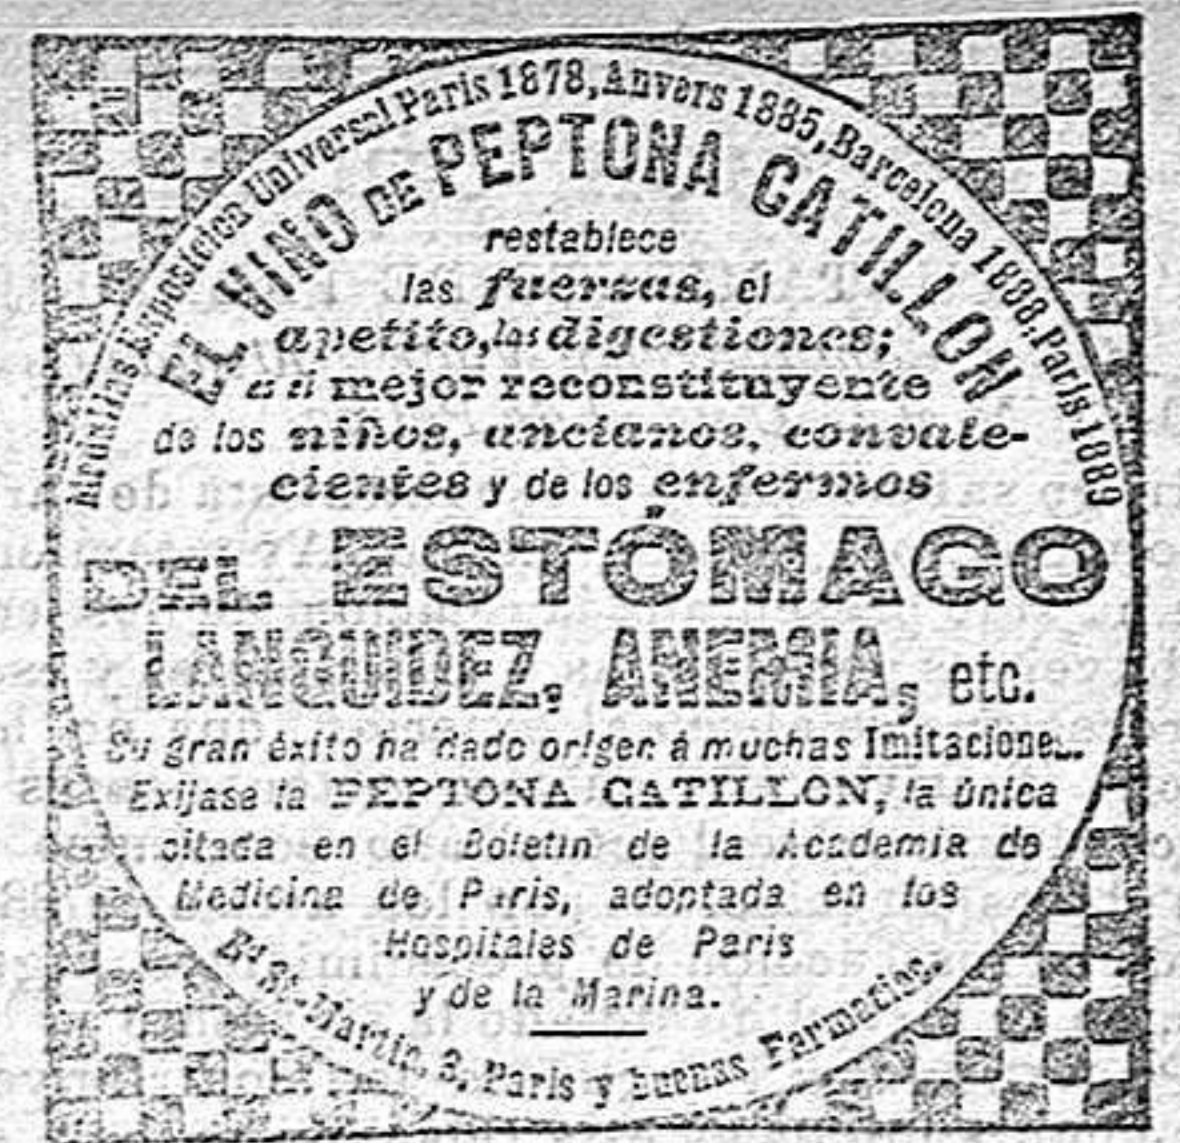 Medallas Exposicion Universal Paris 1878, Anvers 1885, Barcelona 1888, Paris 1889
EL VINO DE PEPTONA CATILLON
restablece
las fuerzas, el
apetito, las digestiones;
es el mejor reconstituyente
de los niños, ancianos, convale-
cientes y de los enfermos
DEL ESTÓMAGO
LANGUIDEZ, ANEMIA, etc.
Su gran éxito ha dado origen á muchas Imitaciones.
Exijase la PEPTONA CATILLON, la única
citada en el Boletin de la Academia de
Medicina de Paris, adoptada en los
Hospitales de Paris
y de la Marina.
Bd St-Martin, 3, Paris y buenas Farmacias.